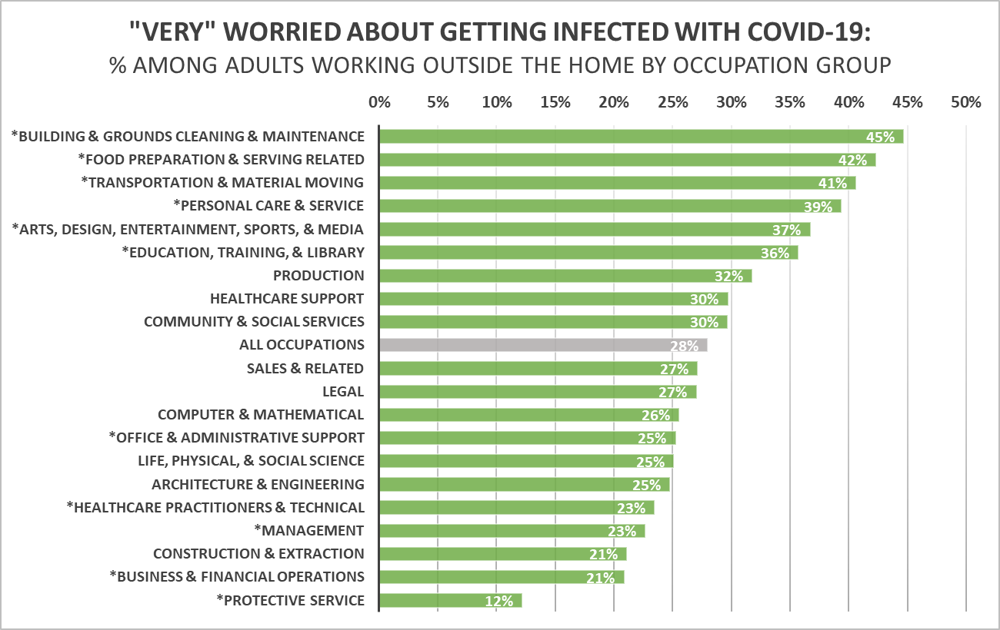 "VERY" WORRIED ABOUT GETTING INFECTED WITH COVID-19:
% AMONG ADULTS WORKING OUTSIDE THE HOME BY OCCUPATION GROUP
0% 5% 10% 15% 20% 25% 30% 35% 40% 45% 50%
*BUILDING & GROUNDS CLEANING & MAINTENANCE 45%
*FOOD PREPARATION & SERVING RELATED 42%
*TRANSPORTATION & MATERIAL MOVING 41%
*PERSONAL CARE & SERVICE 39%
*ARTS, DESIGN, ENTERTAINMENT, SPORTS, & MEDIA 37%
*EDUCATION, TRAINING, & LIBRARY 36%
PRODUCTION 32%
HEALTHCARE SUPPORT 30%
COMMUNITY & SOCIAL SERVICES 30%
ALL OCCUPATIONS 28%
SALES & RELATED 27%
LEGAL 27%
COMPUTER & MATHEMATICAL 26%
*OFFICE & ADMINISTRATIVE SUPPORT 25%
LIFE, PHYSICAL, & SOCIAL SCIENCE 25%
ARCHITECTURE & ENGINEERING 25%
*HEALTHCARE PRACTITIONERS & TECHNICAL 23%
*MANAGEMENT 23%
CONSTRUCTION & EXTRACTION 21%
*BUSINESS & FINANCIAL OPERATIONS 21%
*PROTECTIVE SERVICE 12%